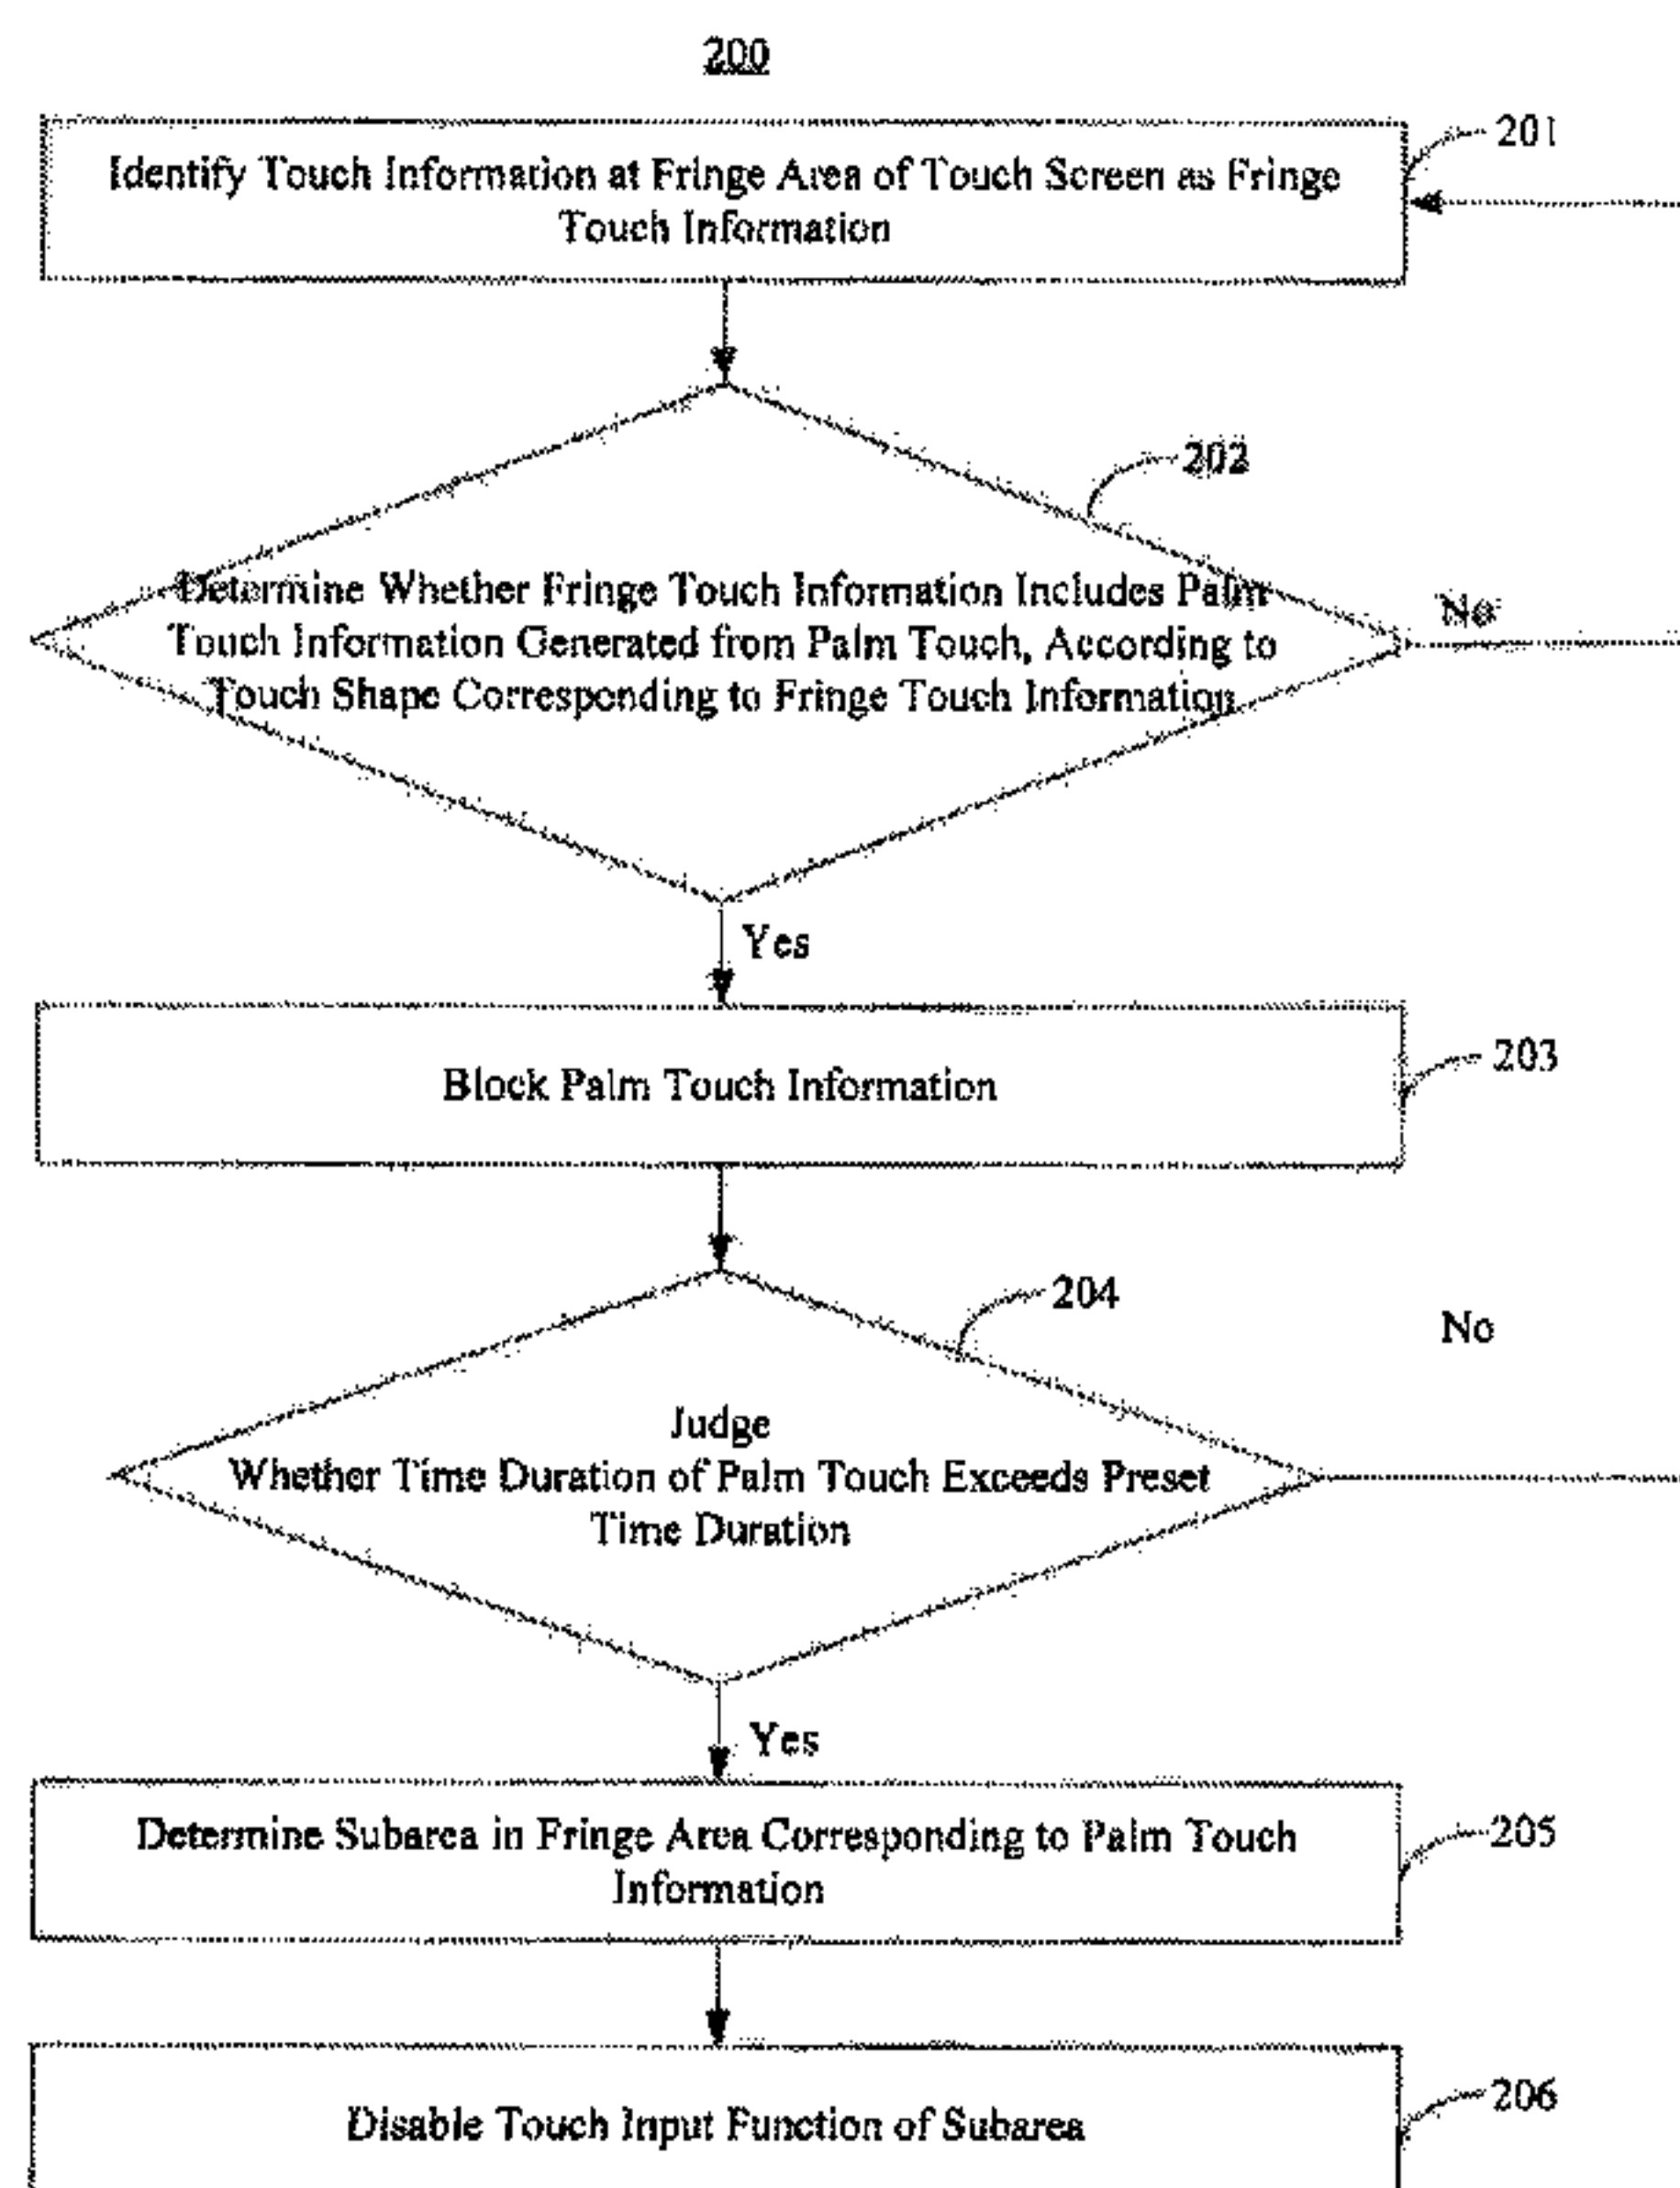 200
Identify Touch Information at Fringe Area of Touch Screen as Fringe
Touch Information
201
202
Determine Whether Fringe Touch Information Includes Palm
Touch Information Generated from Palm Touch, According to
Touch Shape Corresponding to Fringe Touch Information
No
Yes
Block Palm Touch Information
203
204
No
Judge
Whether Time Duration of Palm Touch Exceeds Preset
Time Duration
Yes
Determine Subarea in Fringe Area Corresponding to Palm Touch
Information
205
Disable Touch Input Function of Subarea
206